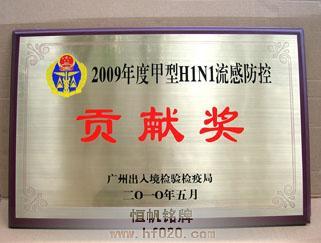 2009年度甲型H1N1流感防控
贡献奖
广州出入境检验检疫局
二〇一〇年五月
恒帆铭牌
www.hf020.com